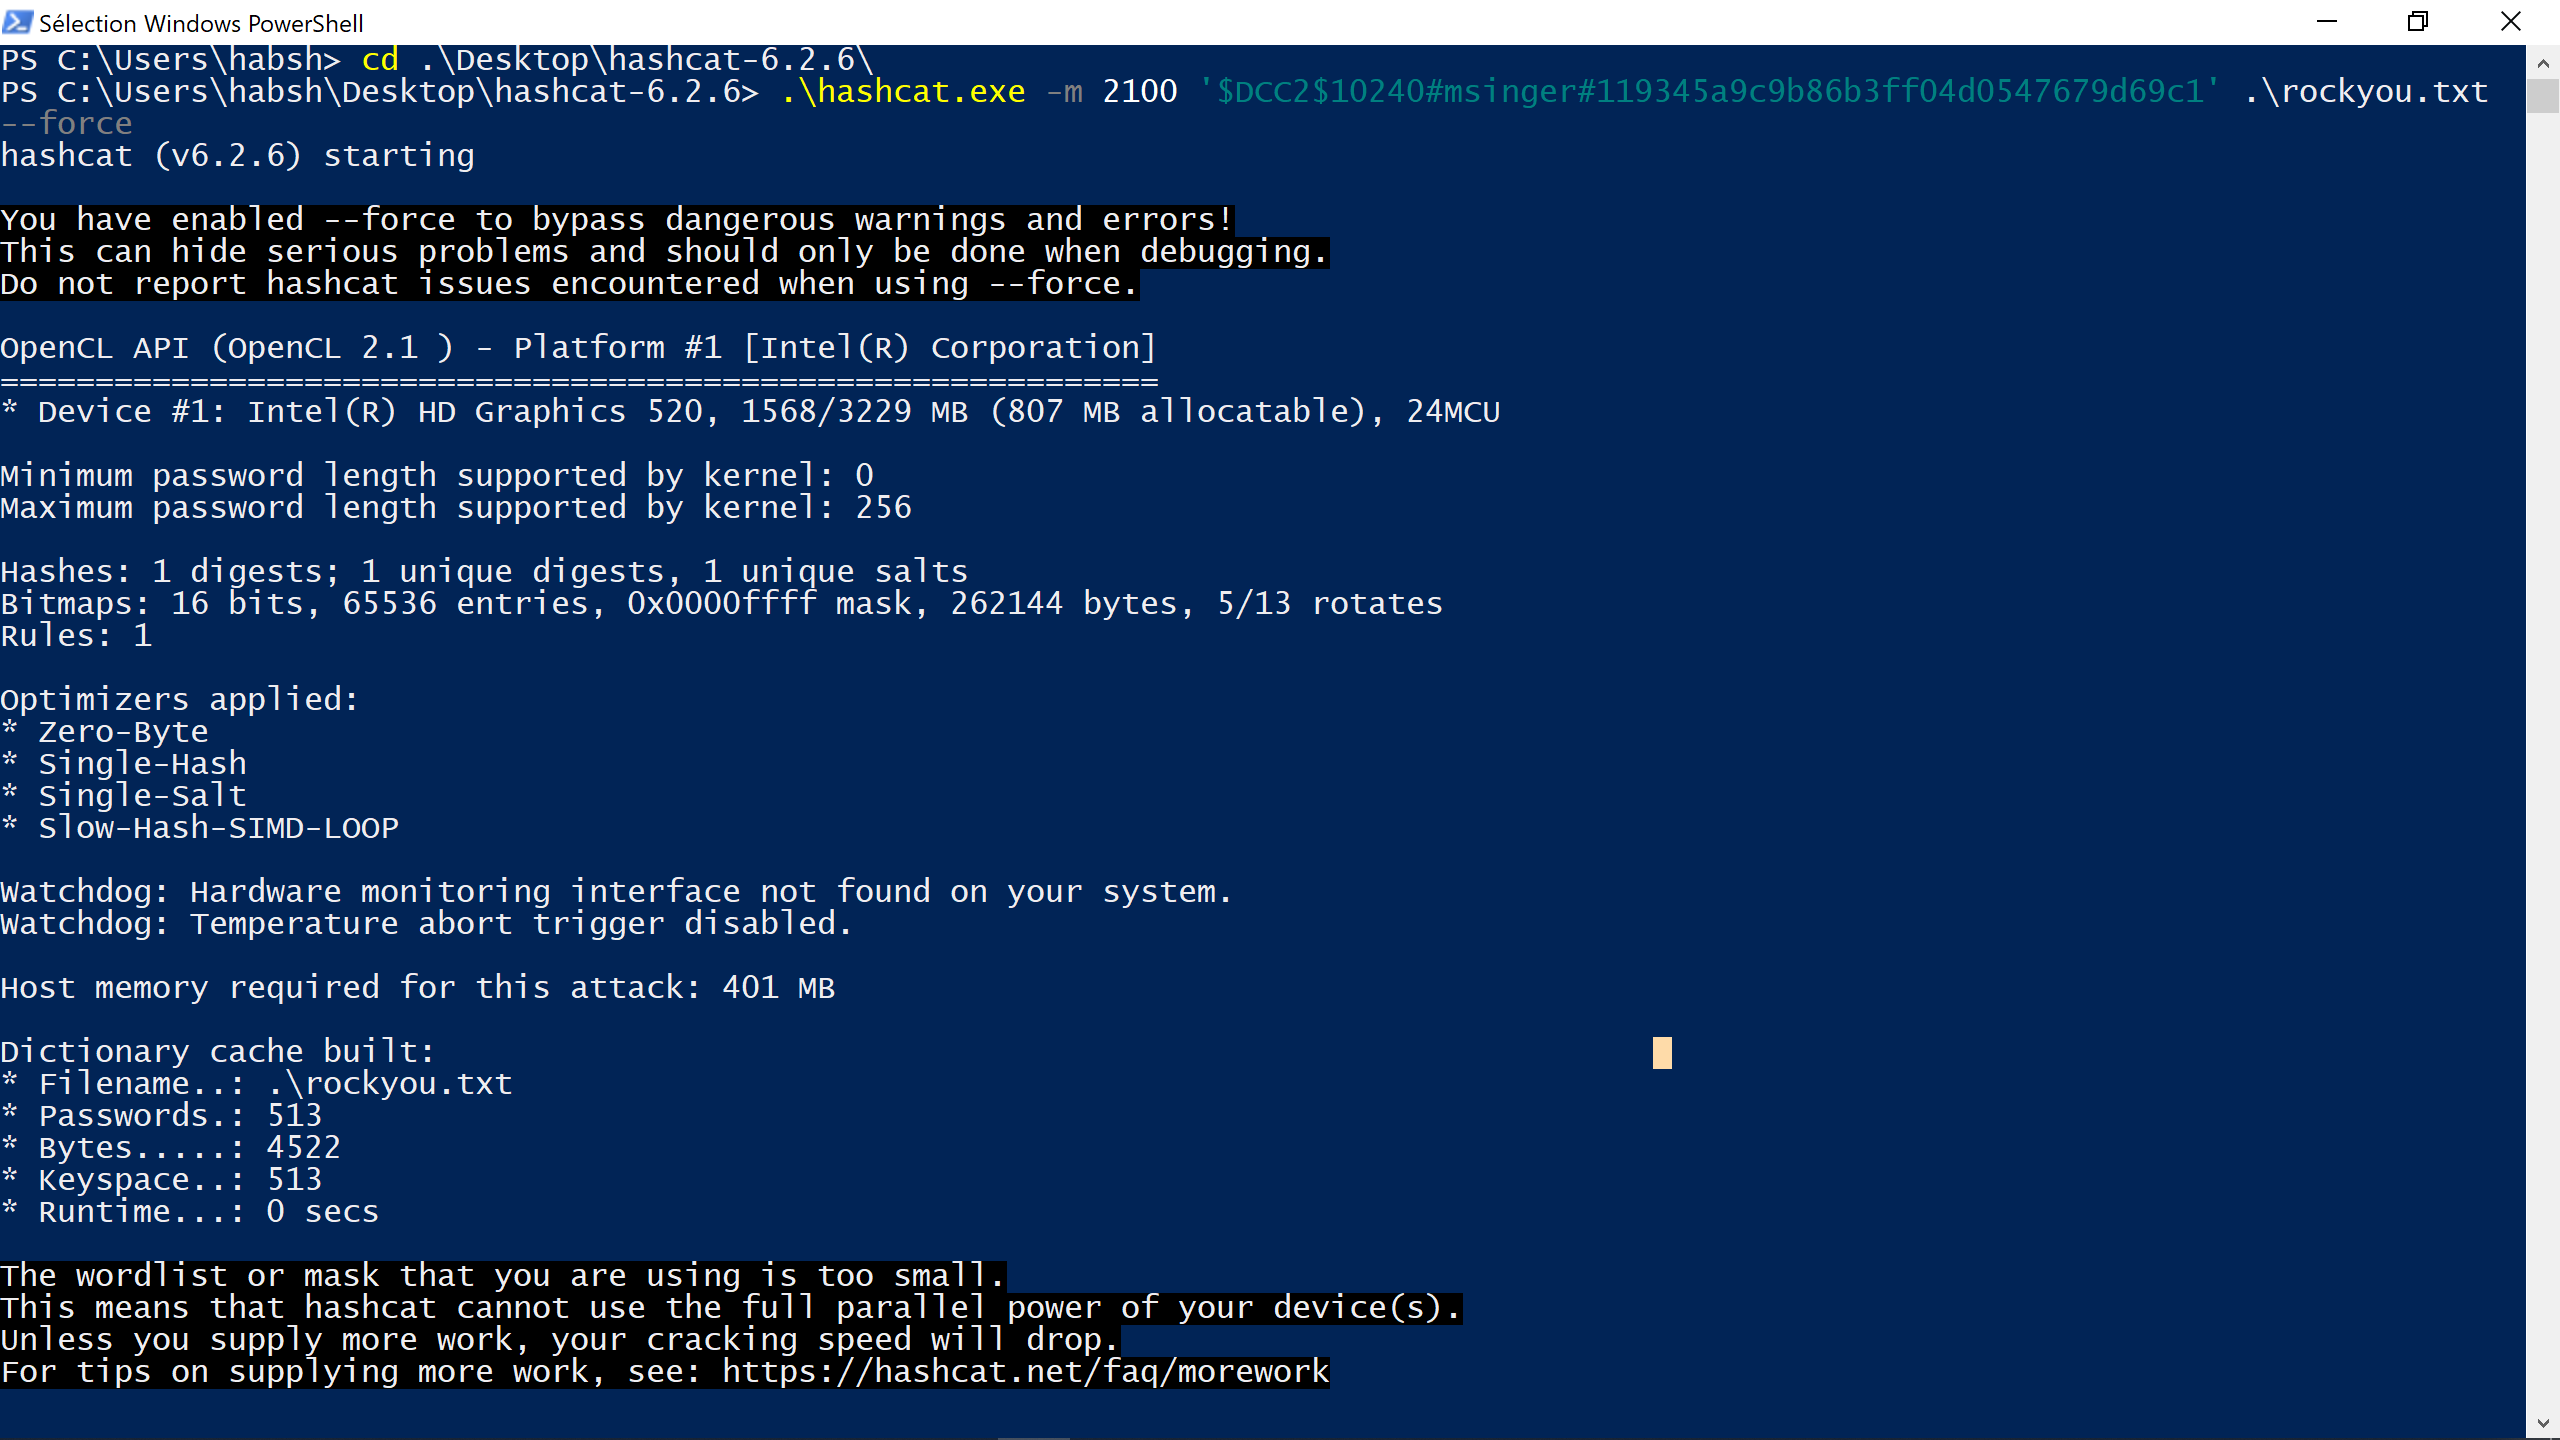 Sélection Windows PowerShell
PS C:\Users\habsh> cd .\Desktop\hashcat-6.2.6\
PS C:\Users\habsh\Desktop\hashcat-6.2.6> .\hashcat.exe -m 2100 '$DCC2$10240#msinger#119345a9c9b86b3ff04d0547679d69c1' .\rockyou.txt
--force
hashcat (v6.2.6) starting
You have enabled --force to bypass dangerous warnings and errors!
This can hide serious problems and should only be done when debugging.
Do not report hashcat issues encountered when using --force.
OpenCL API (OpenCL 2.1 ) - Platform #1 [Intel(R) Corporation]
=============================================================
* Device #1: Intel(R) HD Graphics 520, 1568/3229 MB (807 MB allocatable), 24MCU
Minimum password length supported by kernel: 0
Maximum password length supported by kernel: 256
Hashes: 1 digests; 1 unique digests, 1 unique salts
Bitmaps: 16 bits, 65536 entries, 0x0000ffff mask, 262144 bytes, 5/13 rotates
Rules: 1
Optimizers applied:
* Zero-Byte
* Single-Hash
* Single-Salt
* Slow-Hash-SIMD-LOOP
Watchdog: Hardware monitoring interface not found on your system.
Watchdog: Temperature abort trigger disabled.
Host memory required for this attack: 401 MB
Dictionary cache built:
* Filename..: .\rockyou.txt
* Passwords.: 513
* Bytes.....: 4522
* Keyspace..: 513
* Runtime...: 0 secs
The wordlist or mask that you are using is too small.
This means that hashcat cannot use the full parallel power of your device(s).
Unless you supply more work, your cracking speed will drop.
For tips on supplying more work, see: https://hashcat.net/faq/morework